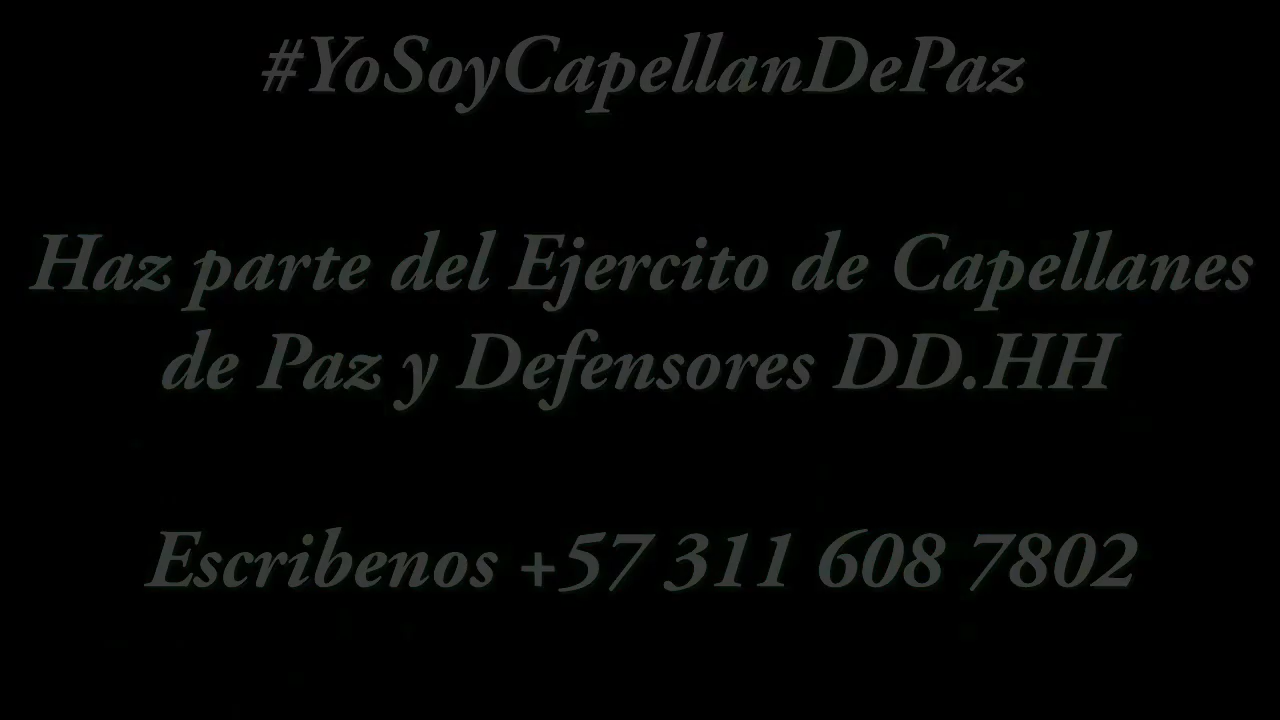 #YoSoyCapellanDePaz
Haz parte del Ejercito de Capellanes
de Paz y Defensores DD.HH
Escribenos +57 311 608 7802